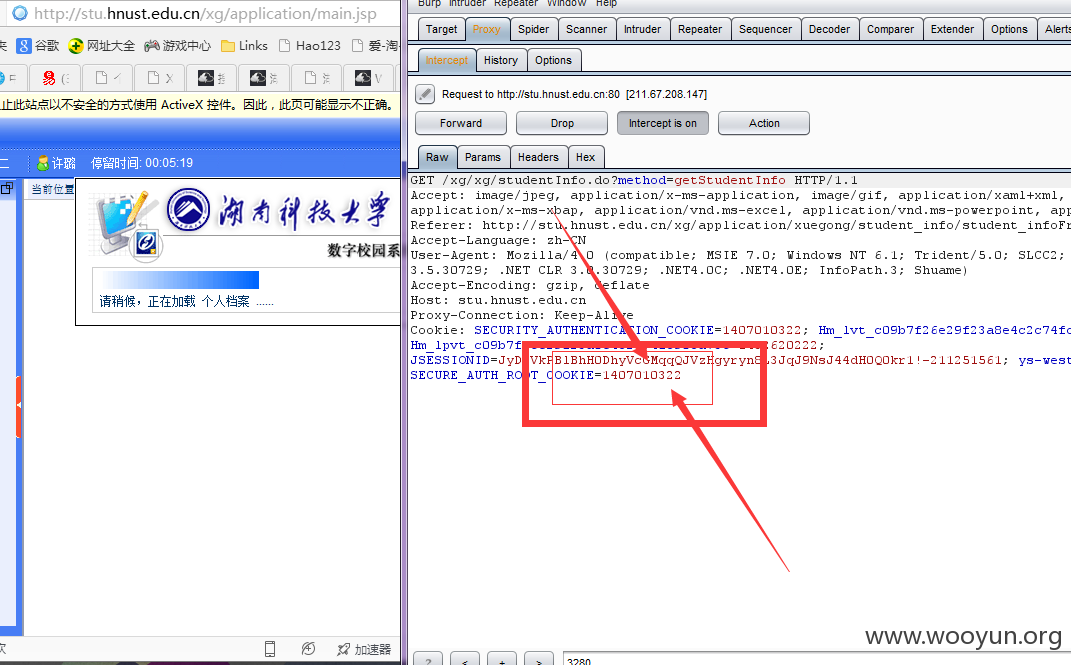 http://stu.hnust.edu.cn/xg/application/main.jsp
夹 谷歌 网址大全 游戏中心 Links Hao123 爱-淘
止此站点以不安全的方式使用 ActiveX 控件。因此，此页可能显示不正确。
许璐 停留时间: 00:05:19
当前位置
湖南科技大学
数字校园系
请稍候，正在加载 个人档案 ......
加速器
Burp Intruder Repeater Window Help
Target Proxy Spider Scanner Intruder Repeater Sequencer Decoder Comparer Extender Options Alerts
Intercept History Options
Request to http://stu.hnust.edu.cn:80 [211.67.208.147]
Forward Drop Intercept is on Action
Raw Params Headers Hex
GET /xg/xg/studentInfo.do?method=getStudentInfo HTTP/1.1
Accept: image/jpeg, application/x-ms-application, image/gif, application/xaml+xml,
application/x-ms-xbap, application/vnd.ms-excel, application/vnd.ms-powerpoint, app
Referer: http://stu.hnust.edu.cn/xg/application/xuegong/student_info/student_infoFr
Accept-Language: zh-CN
User-Agent: Mozilla/4.0 (compatible; MSIE 7.0; Windows NT 6.1; Trident/5.0; SLCC2;
3.5.30729; .NET CLR 3.0.30729; .NET4.0C; .NET4.0E; InfoPath.3; Shuame)
Accept-Encoding: gzip, deflate
Host: stu.hnust.edu.cn
Proxy-Connection: Keep-Alive
Cookie: SECURITY_AUTHENTICATION_COOKIE=1407010322; Hm_lvt_c09b7f26e29f23a8e4c2c74fc
SECURE_AUTH_ROOT_COOKIE=1407010322
? < + > 3280
www.wooyun.org